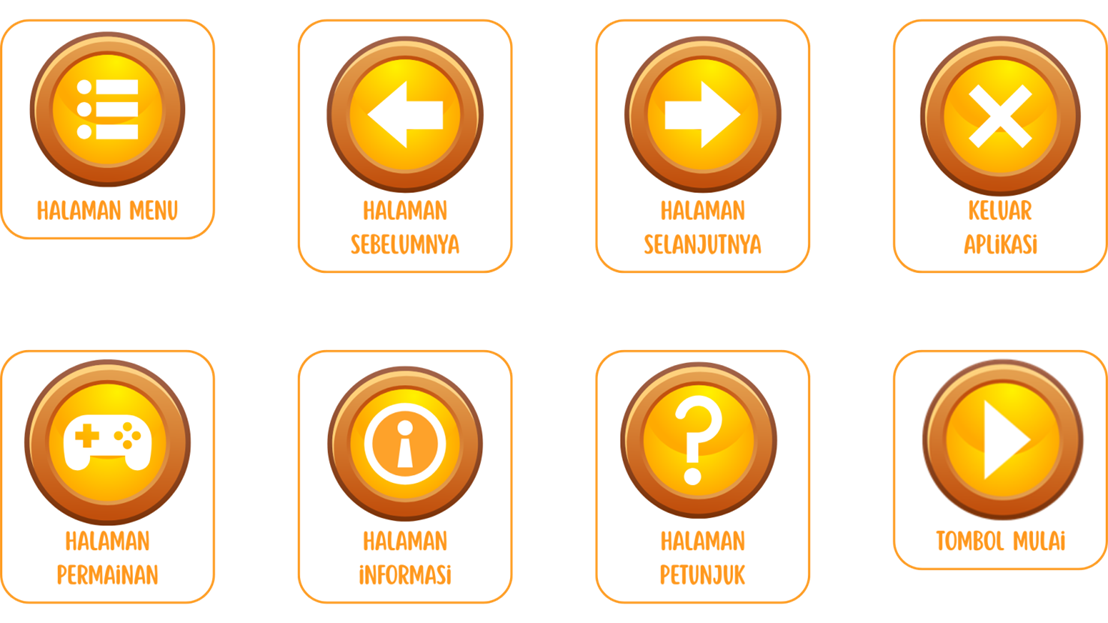 HALAMAN MENU
HALAMAN
SEBELUMNYA
HALAMAN
SELANJUTNYA
KELUAR
APLiKASi
HALAMAN
PERMAiNAN
HALAMAN
iNFORMASi
HALAMAN
PETUNJUK
TOMBOL MULAi